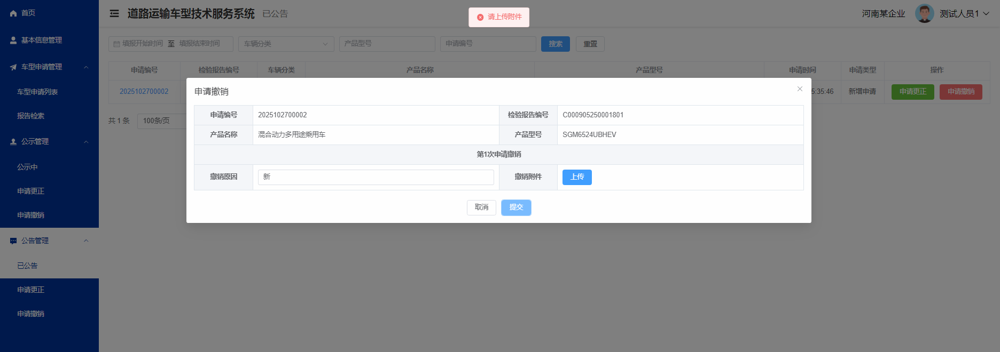 首页
基本信息管理
车型申请管理
车型申请列表
报告检索
公示管理
公示中
申请更正
申请撤销
公告管理
已公告
申请更正
申请撤销
道路运输车型技术服务系统 已公告
请上传附件
河南某企业 测试人员1
填报开始时间 至 填报结束时间 车辆分类 产品型号 申请编号 搜索 重置
申请编号 检验报告编号 车辆分类 产品名称 产品型号 申请时间 申请类型 操作
2025102700002 5:35:46 新增申请 申请更正 申请撤销
共 1 条 100条/页
申请撤销
申请编号 2025102700002 检验报告编号 C000905250001801
产品名称 混合动力多用途乘用车 产品型号 SGM6524UBHEV
第1次申请撤销
撤销原因 新 撤销附件 上传
取消 提交